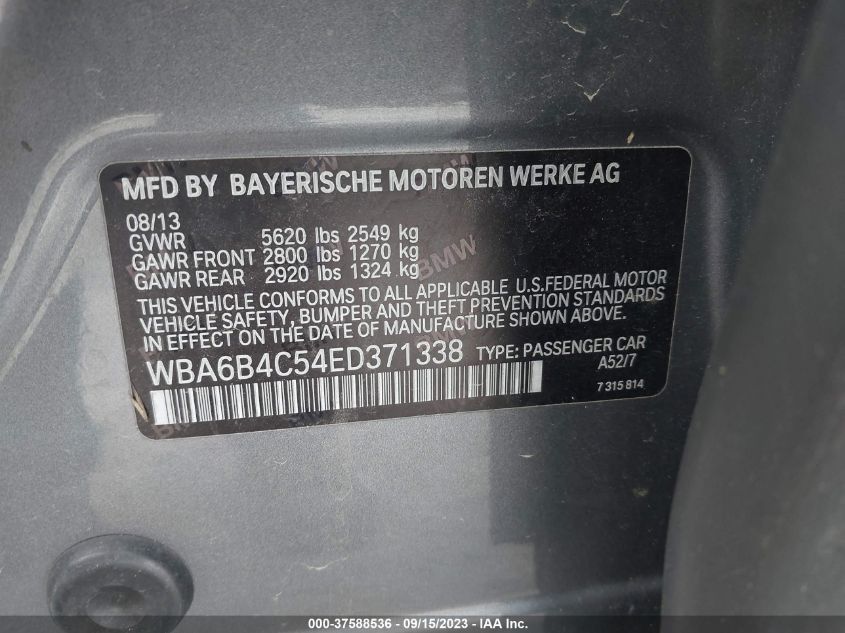 MFD BY BAYERISCHE MOTOREN WERKE AG
08/13
GVWR 5620 lbs 2549 kg
GAWR FRONT 2800 lbs 1270 kg
GAWR REAR 2920 lbs 1324 kg
THIS VEHICLE CONFORMS TO ALL APPLICABLE U.S.FEDERAL MOTOR
VEHICLE SAFETY, BUMPER AND THEFT PREVENTION STANDARDS
IN EFFECT ON THE DATE OF MANUFACTURE SHOWN ABOVE.
WBA6B4C54ED371338 TYPE: PASSENGER CAR
A52/7
7 315 814
BMW
000-37588536 - 09/15/2023 - © IAA, Inc.